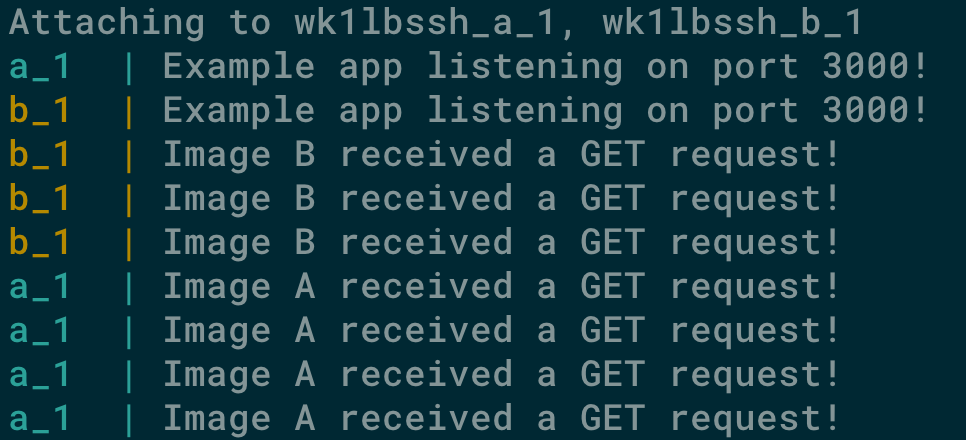 Attaching to wk1lbssh_a_1, wk1lbssh_b_1
a_1  | Example app listening on port 3000!
b_1  | Example app listening on port 3000!
b_1  | Image B received a GET request!
b_1  | Image B received a GET request!
b_1  | Image B received a GET request!
a_1  | Image A received a GET request!
a_1  | Image A received a GET request!
a_1  | Image A received a GET request!
a_1  | Image A received a GET request!